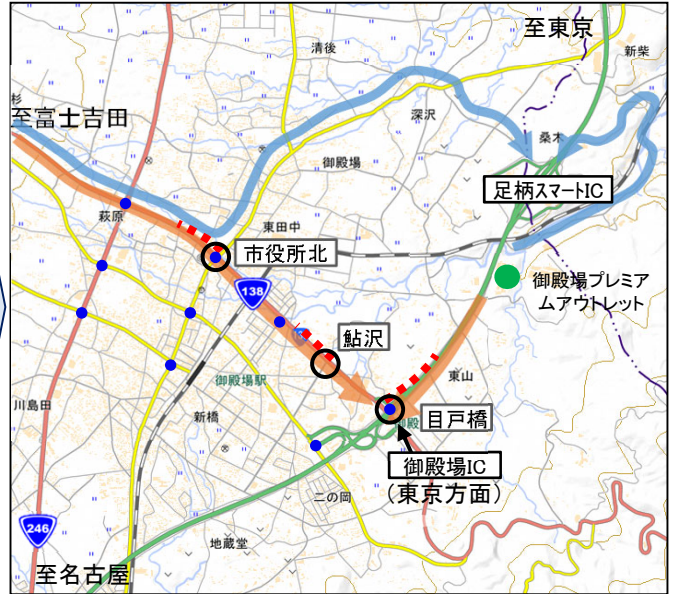 至東京
新柴
清後
杉
至富士吉田
深沢
桑木
御殿場
足柄スマートIC
萩原
東田中
市役所北
御殿場プレミア
ムアウトレット
138
鮎沢
御殿場駅
東山
川島田
新橋
目戸橋
御殿
御殿場IC
(東京方面)
二の岡
246
地蔵堂
至名古屋